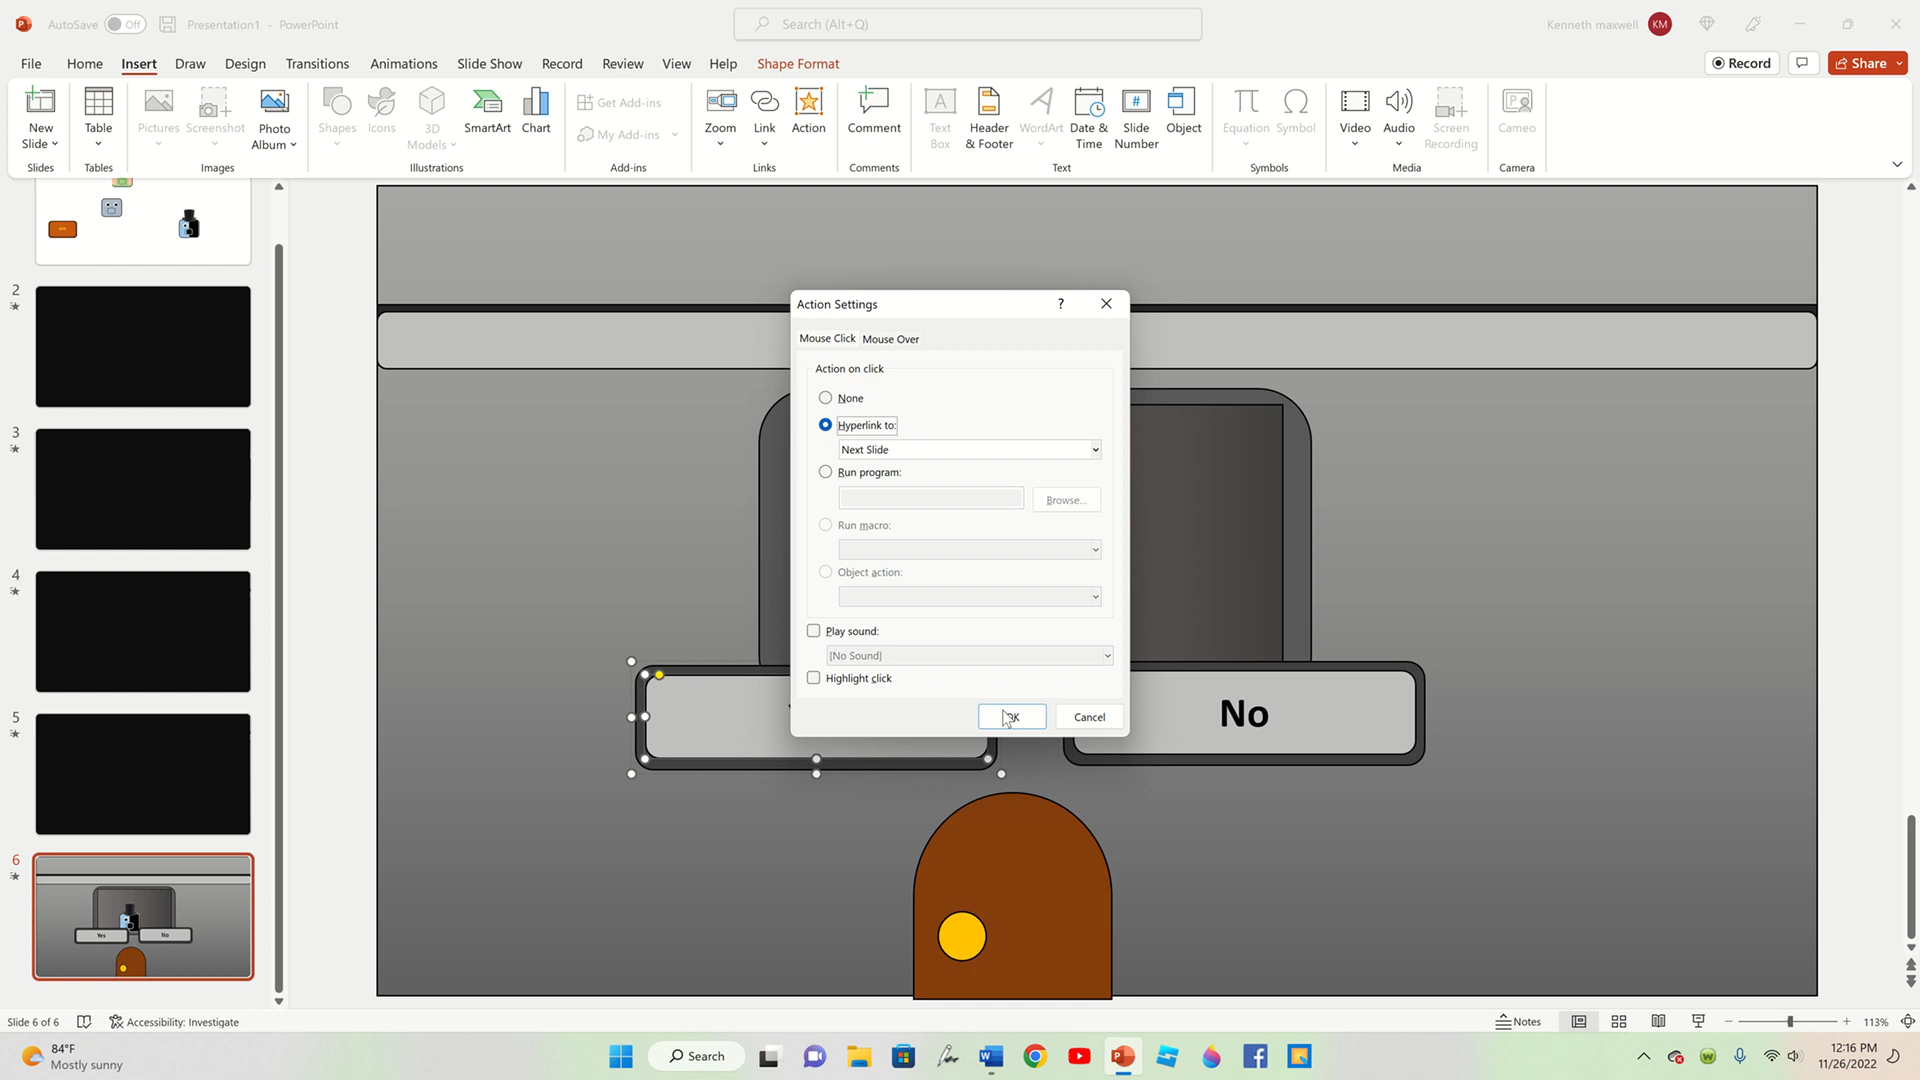 AutoSave Off Presentation1 - PowerPoint Search (Alt+Q) Kenneth maxwell KM
File Home Insert Draw Design Transitions Animations Slide Show Record Review View Help Shape Format Record Share
New Slide
Table
Pictures
Screenshot
Photo Album
Shapes
Icons
3D Models
SmartArt
Chart
Get Add-ins
My Add-ins
Zoom
Link
Action
Comment
Text Box
Header & Footer
WordArt
Date & Time
Slide Number
Object
Equation
Symbol
Video
Audio
Screen Recording
Cameo
Slides Tables Images Illustrations Add-ins Links Comments Text Symbols Media Camera
2
3
4
5
6
Yes No
Action Settings ?
Mouse Click Mouse Over
Action on click
None
Hyperlink to:
Next Slide
Run program:
Browse...
Run macro:
Object action:
Play sound:
[No Sound]
Highlight click
OK Cancel
No
Slide 6 of 6 Accessibility: Investigate Notes 113%
84°F
Mostly sunny
Search
12:16 PM
11/26/2022